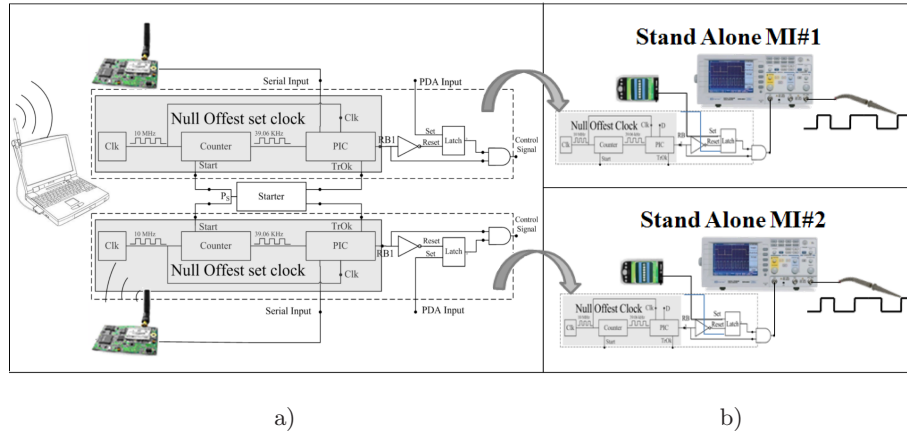 Serial Input
PDA Input
Null Offest set clock
Clk
10 MHz
39.06 KHz
Clk
Counter
PIC
RB1
Set
Reset
Latch
Control
Signal
Start
TrOk
P_S
Starter
Start
TrOk
Control
Signal
Clk
10 MHz
Counter
39.06 KHz
PIC
RB1
Reset
Set
Latch
Null Offest set clock
Clk
Serial Input
PDA Input
Stand Alone MI#1
Null Offest Clock
Clk
D
RB
Set
Reset
Latch
Clk
Counter
PIC
Start
TrOk
Stand Alone MI#2
Null Offest Clock
Clk
D
RB
Set
Reset
Latch
Clk
Counter
PIC
Start
TrOk
a)
b)